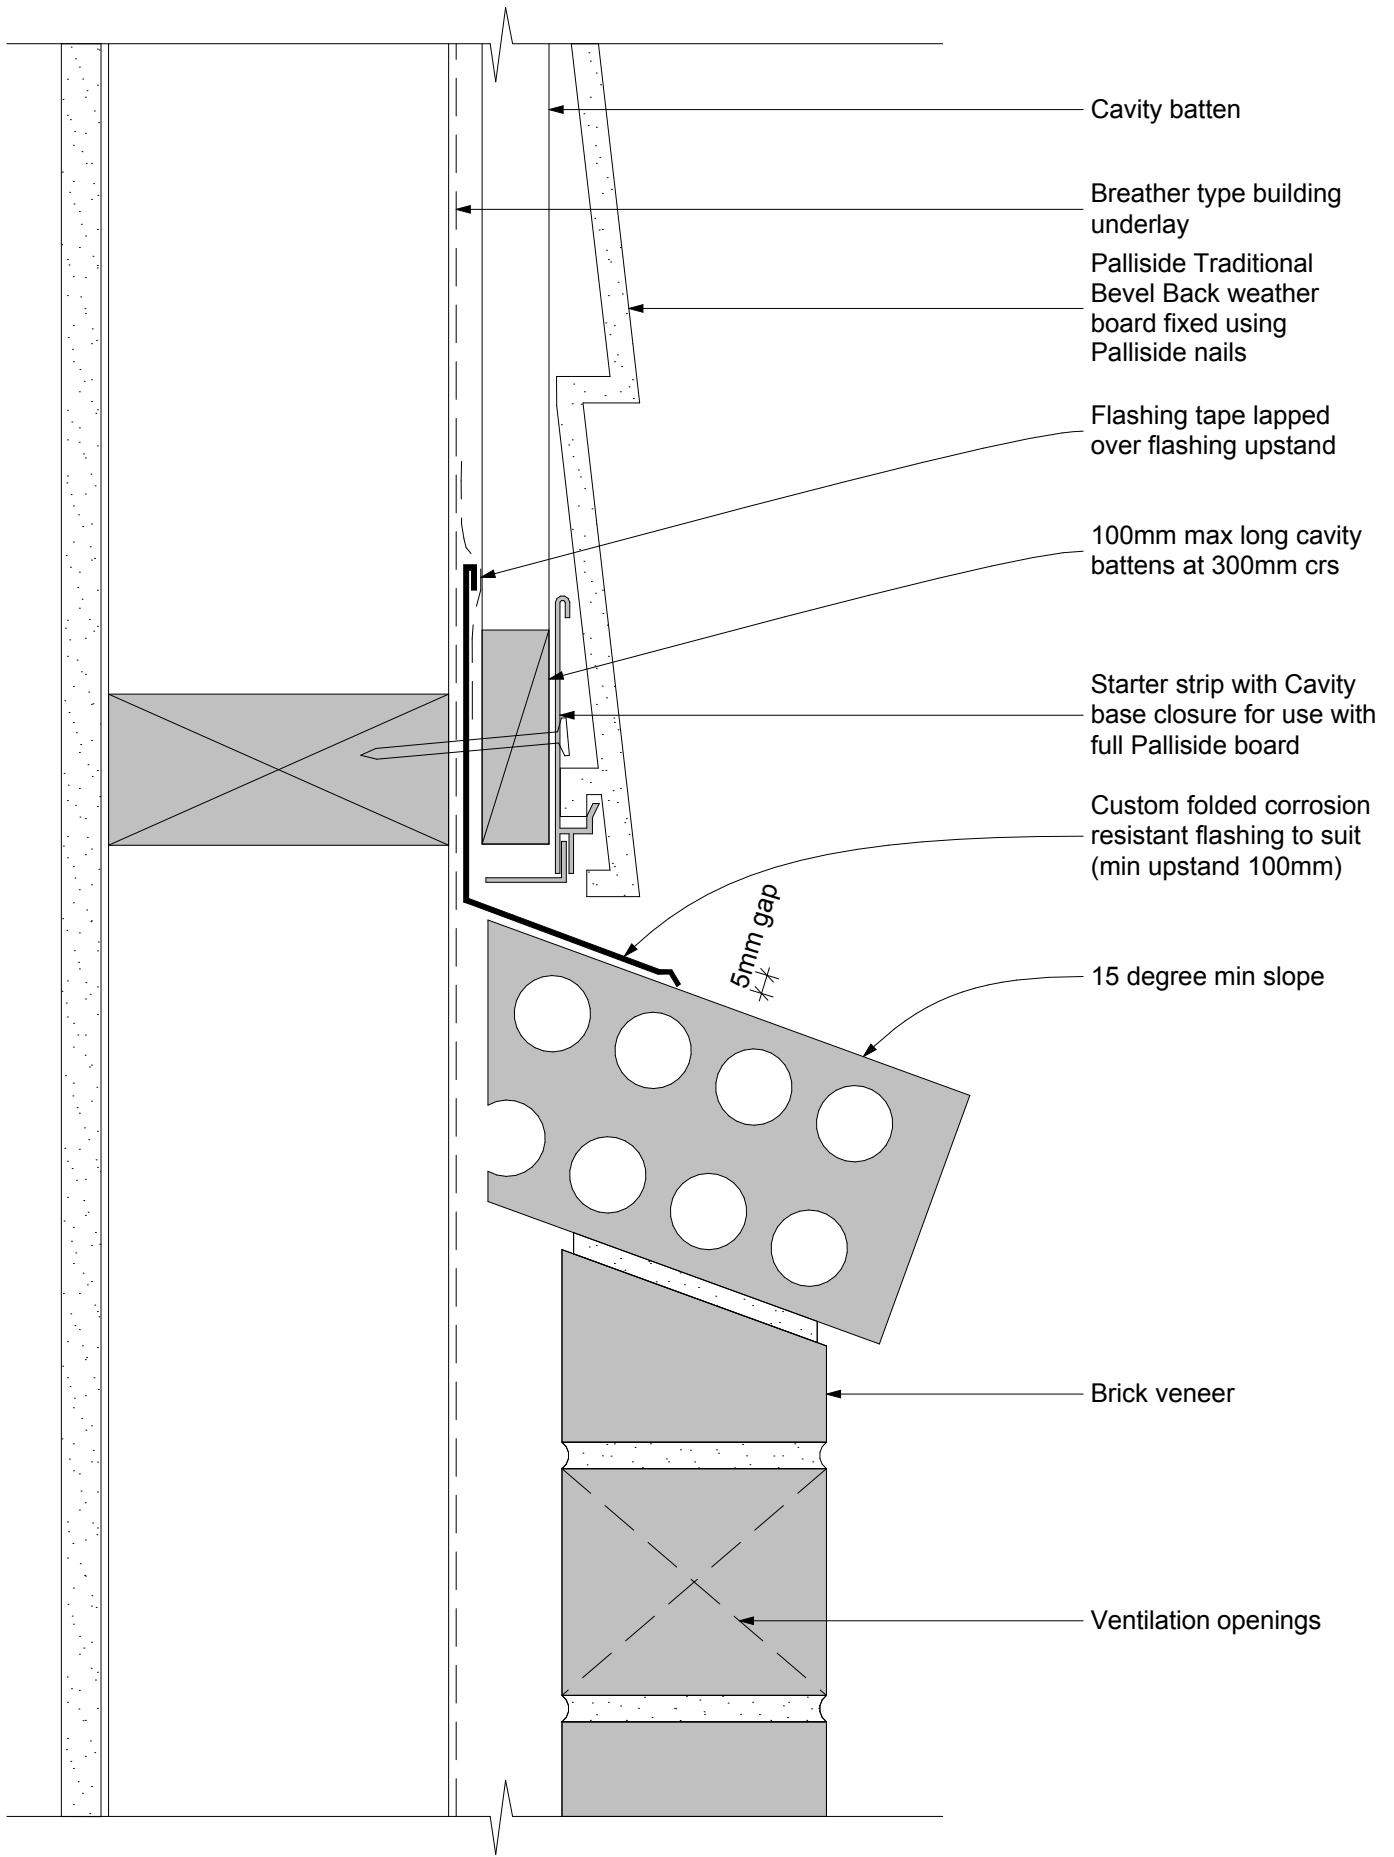 Cavity batten
Breather type building
underlay
Palliside Traditional
Bevel Back weather
board fixed using
Palliside nails
Flashing tape lapped
over flashing upstand
100mm max long cavity
battens at 300mm crs
Starter strip with Cavity
base closure for use with
full Palliside board
Custom folded corrosion
resistant flashing to suit
(min upstand 100mm)
5mm gap
15 degree min slope
Brick veneer
Ventilation openings